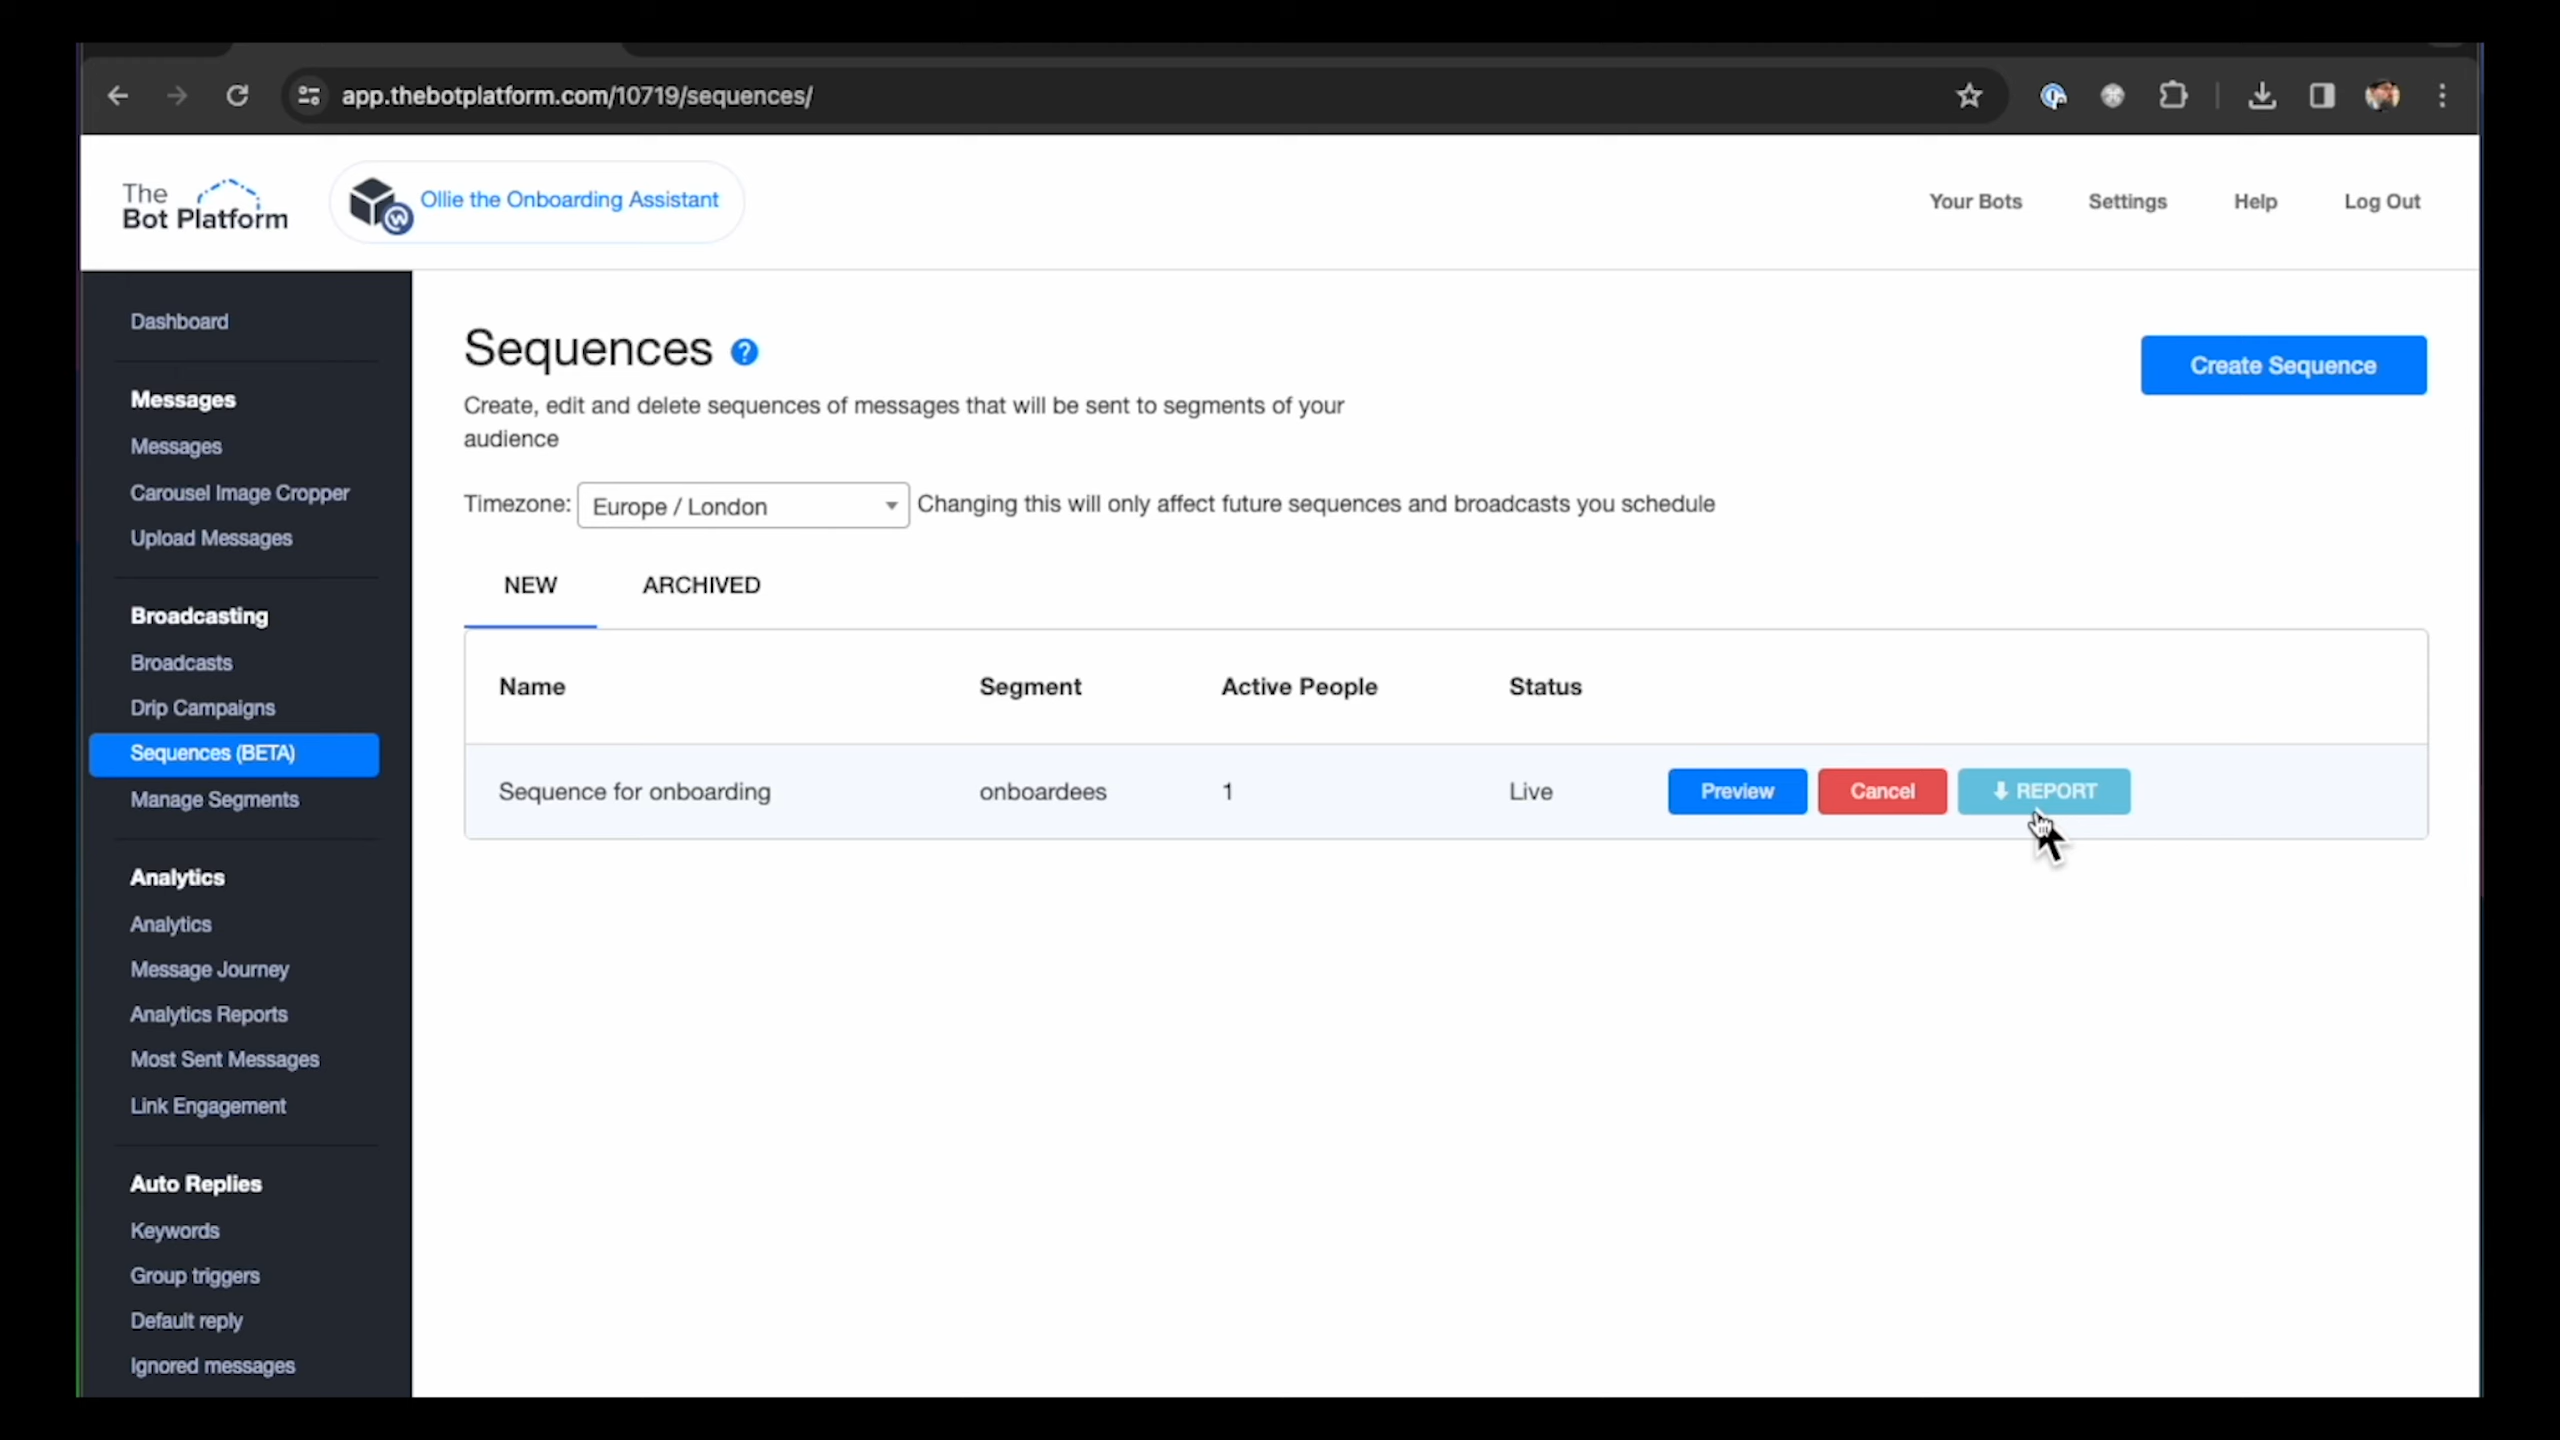 app.thebotplatform.com/10719/sequences/
The
Bot Platform
Ollie the Onboarding Assistant
Your Bots
Settings
Help
Log Out
Dashboard
Messages
Messages
Carousel Image Cropper
Upload Messages
Broadcasting
Broadcasts
Drip Campaigns
Sequences (BETA)
Manage Segments
Analytics
Analytics
Message Journey
Analytics Reports
Most Sent Messages
Link Engagement
Auto Replies
Keywords
Group triggers
Default reply
Ignored messages
Sequences ?
Create Sequence
Create, edit and delete sequences of messages that will be sent to segments of your
audience
Timezone: Europe / London Changing this will only affect future sequences and broadcasts you schedule
NEW ARCHIVED
Name Segment Active People Status
Sequence for onboarding onboardees 1 Live Preview Cancel REPORT